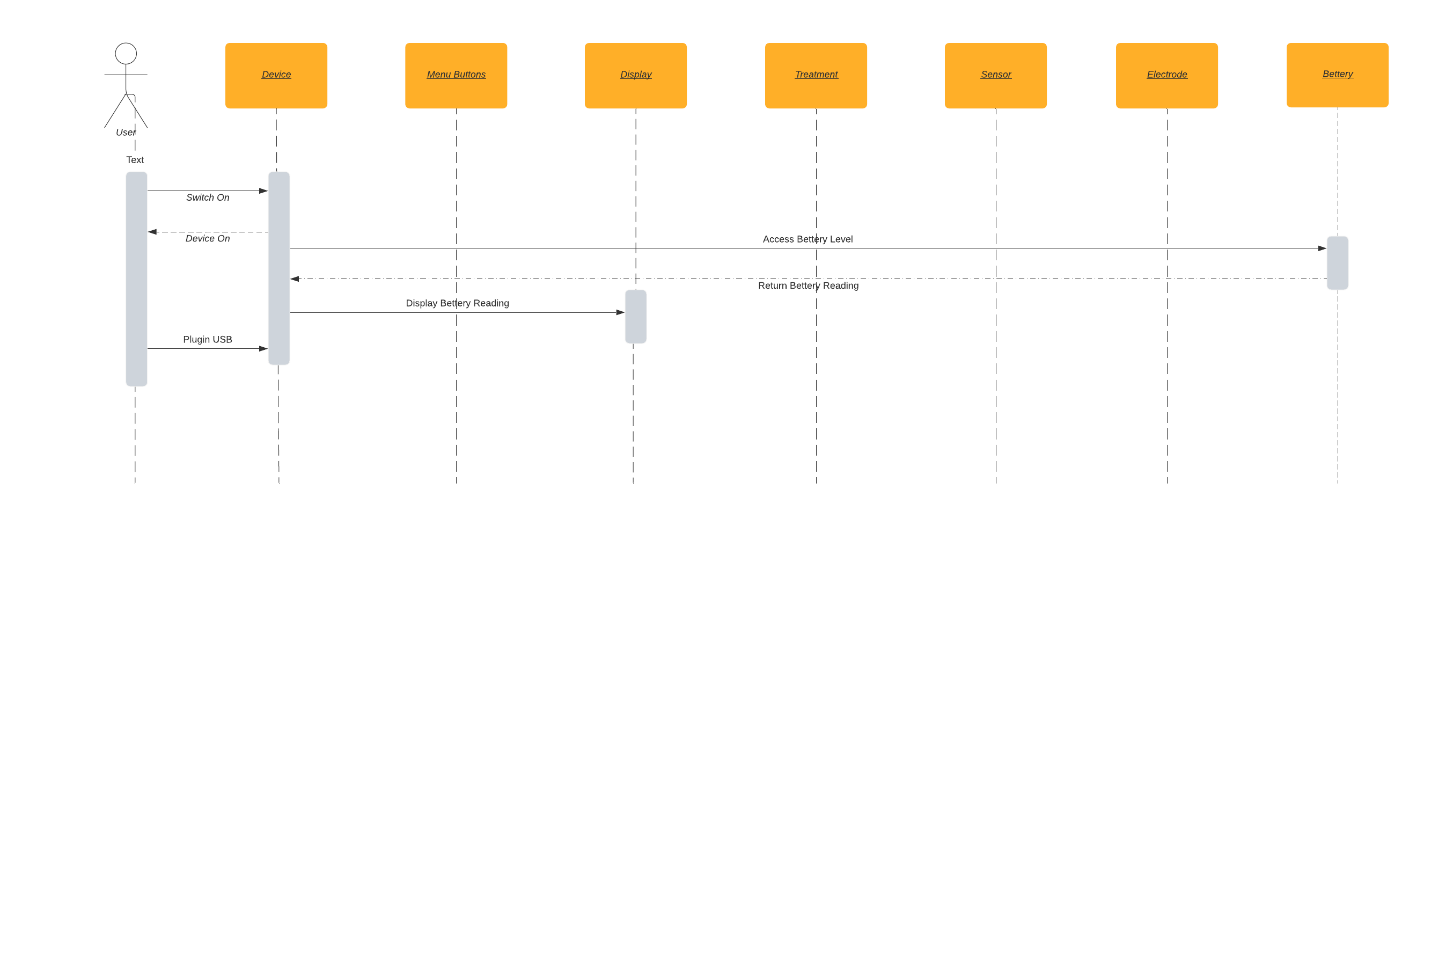 Device
Menu Buttons
Display
Treatment
Sensor
Electrode
Bettery
User
Text
Switch On
Device On
Access Bettery Level
Return Bettery Reading
Display Bettery Reading
Plugin USB